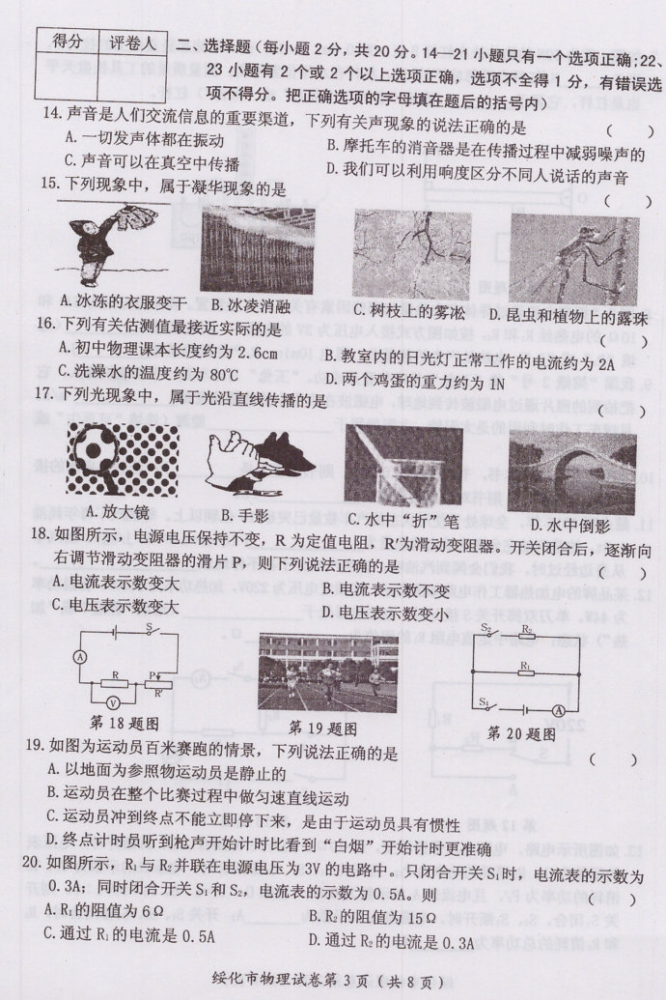 得分 评卷人
二、选择题(每小题2分，共20分。14—21小题只有一个选项正确；22、
23小题有2个或2个以上选项正确，选项不全得1分，有错误选
项不得分。把正确选项的字母填在题后的括号内)
14.声音是人们交流信息的重要渠道，下列有关声现象的说法正确的是 ( )
A.一切发声体都在振动 B.摩托车的消音器是在传播过程中减弱噪声的
C.声音可以在真空中传播 D.我们可以利用响度区分不同人说话的声音
15.下列现象中，属于凝华现象的是 ( )
A.冰冻的衣服变干 B.冰凌消融 C.树枝上的雾凇 D.昆虫和植物上的露珠
16.下列有关估测值最接近实际的是 ( )
A.初中物理课本长度约为2.6cm B.教室内的日光灯正常工作的电流约为2A
C.洗澡水的温度约为80℃ D.两个鸡蛋的重力约为1N
17.下列光现象中，属于光沿直线传播的是 ( )
A.放大镜 B.手影 C.水中“折”笔 D.水中倒影
18.如图所示，电源电压保持不变，R为定值电阻，R′为滑动变阻器。开关闭合后，逐渐向
右调节滑动变阻器的滑片P，则下列说法正确的是 ( )
A.电流表示数变大 B.电流表示数不变
C.电压表示数变大 D.电压表示数变小
S
A
R P
R′
V
S₂ R₂
R₁
S₁ A
第18题图 第19题图 第20题图
19.如图为运动员百米赛跑的情景，下列说法正确的是 ( )
A.以地面为参照物运动员是静止的
B.运动员在整个比赛过程中做匀速直线运动
C.运动员冲到终点不能立即停下来，是由于运动员具有惯性
D.终点计时员听到枪声开始计时比看到“白烟”开始计时更准确
20.如图所示，R₁与R₂并联在电源电压为3V的电路中。只闭合开关S₁时，电流表的示数为
0.3A；同时闭合开关S₁和S₂，电流表的示数为0.5A。则 ( )
A.R₁的阻值为6Ω B.R₂的阻值为15Ω
C.通过R₁的电流是0.5A D.通过R₂的电流是0.3A
绥化市物理试卷第3页(共8页)